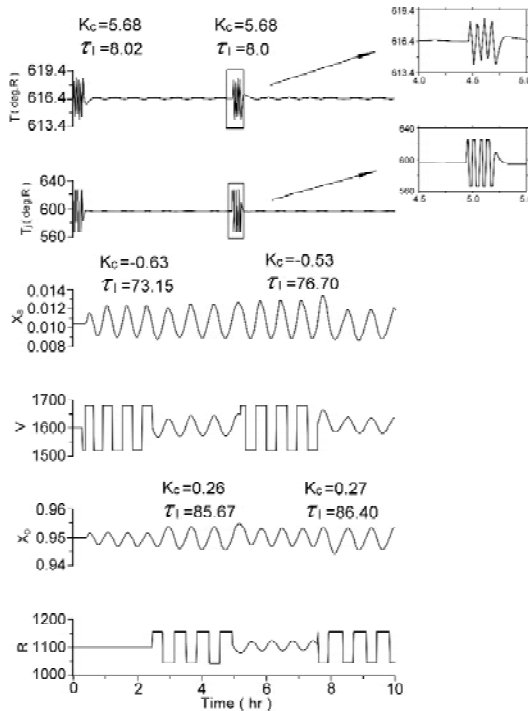 Kc=5.68 Kc=5.68
τI=8.02 τI=8.0
619.4
616.4
613.4
T( deg.R )
619.4
616.4
613.4
4.0 4.5 5.0
640
600
560
Tj( deg.R )
640
600
560
4.5 5.0 5.
Kc=-0.63 Kc=-0.53
τI=73.15 τI=76.70
0.014
0.012
0.010
0.008
XB
1700
1600
1500
V
Kc=0.26 Kc=0.27
τI=85.67 τI=86.40
0.96
0.95
0.94
XD
1200
1100
1000
R
0 2 4 6 8 10
Time ( hr )